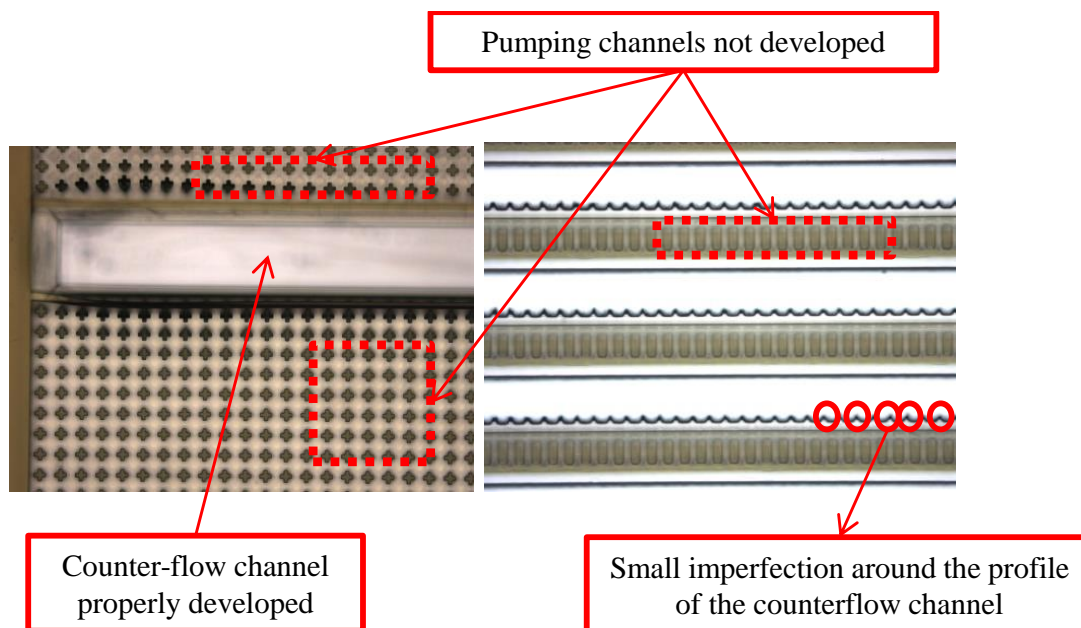 Pumping channels not developed
Counter-flow channel
properly developed
Small imperfection around the profile
of the counterflow channel